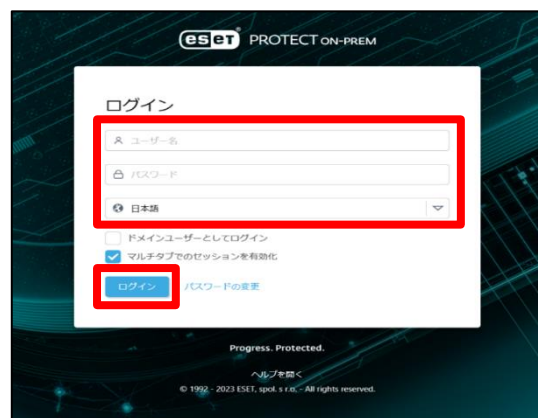 eset PROTECT ON-PREM
ログイン
ユーザー名
パスワード
日本語
ドメインユーザーとしてログイン
マルチタブでのセッションを有効化
ログイン パスワードの変更
Progress. Protected.
ヘルプを開く
© 1992 - 2023 ESET, spol. s r.o. - All rights reserved.